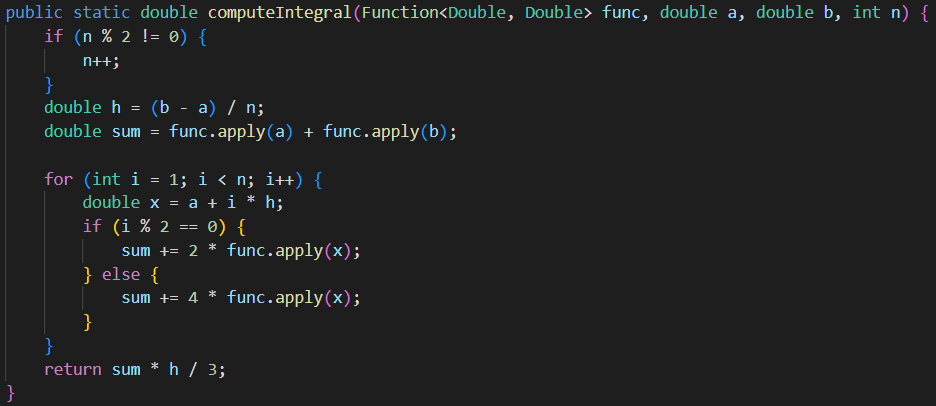 public static double computeIntegral(Function<Double, Double> func, double a, double b, int n) {
    if (n % 2 != 0) {
        n++;
    }
    double h = (b - a) / n;
    double sum = func.apply(a) + func.apply(b);

    for (int i = 1; i < n; i++) {
        double x = a + i * h;
        if (i % 2 == 0) {
            sum += 2 * func.apply(x);
        } else {
            sum += 4 * func.apply(x);
        }
    }
    return sum * h / 3;
}